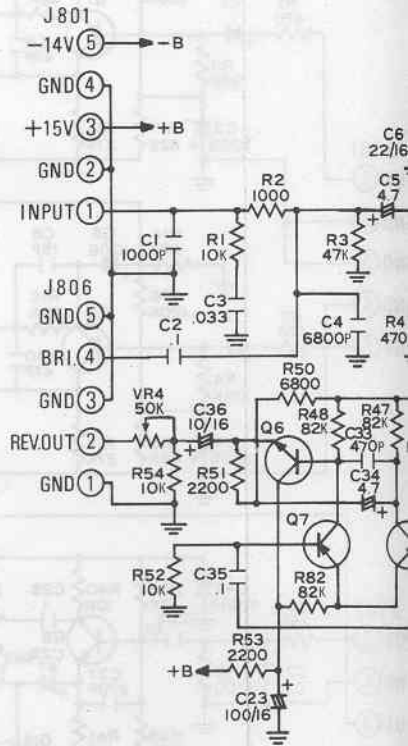 J801
-14V 5 -B
GND 4
+15V 3 +B
GND 2
INPUT 1
J806
GND 5
BRI. 4
GND 3
REV.OUT 2
GND 1
C1
1000P
R1
10K
C3
.033
R2
1000
C2
.1
R3
47K
C6
22/16
C5
4.7
+
C4
6800P
R4
470
VR4
50K
C36
10/16
+
R50
6800
R54
10K
R51
2200
Q6
R48
82K
R47
82K
C33
470P
C34
4.7
+
Q7
R52
10K
C35
.1
R82
82K
R53
2200
+B
+
C23
100/16